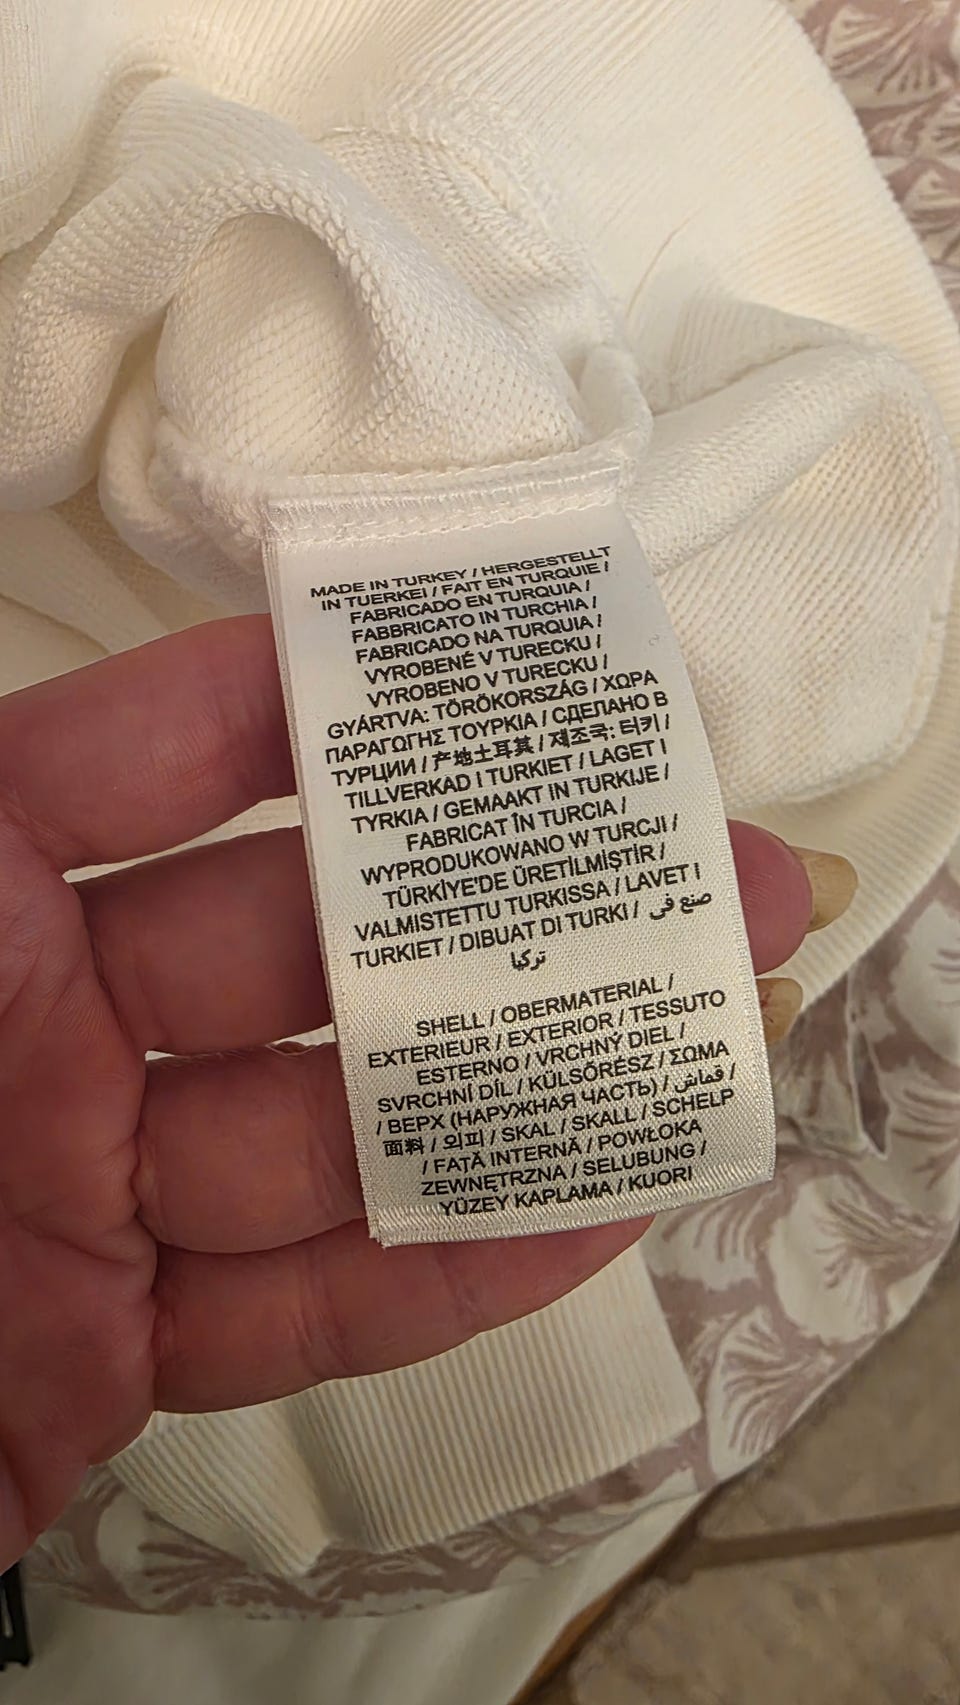 MADE IN TURKEY / HERGESTELLT
IN TUERKEI / FAIT EN TURQUIE /
FABRICADO EN TURQUIA /
FABBRICATO IN TURCHIA /
FABRICADO NA TURQUIA /
VYROBENÉ V TURECKU /
VYROBENO V TURECKU /
GYÁRTVA: TÖRÖKORSZÁG / ΧΩΡΑ
ΠΑΡΑΓΩΓΗΣ ΤΟΥΡΚΙΑ / СДЕЛАНО В
ТУРЦИИ / 产地土耳其 / 제조국: 터키 /
TILLVERKAD I TURKIET / LAGET I
TYRKIA / GEMAAKT IN TURKIJE /
FABRICAT ÎN TURCIA /
WYPRODUKOWANO W TURCJI /
TÜRKİYE'DE ÜRETİLMİŞTİR /
VALMISTETTU TURKISSA / LAVET I
TURKIET / DIBUAT DI TURKI / صنع في
تركيا
SHELL / OBERMATERIAL /
EXTERIEUR / EXTERIOR / TESSUTO
ESTERNO / VRCHNÝ DIEL /
SVRCHNÍ DÍL / KÜLSŐRÉSZ / ΣΩΜΑ
/ ВЕРХ (НАРУЖНАЯ ЧАСТЬ) / قماش /
面料 / 외피 / SKAL / SKALL / SCHELP
/ FAȚĂ INTERNĂ / POWŁOKA
ZEWNĘTRZNA / SELUBUNG /
YÜZEY KAPLAMA / KUORI